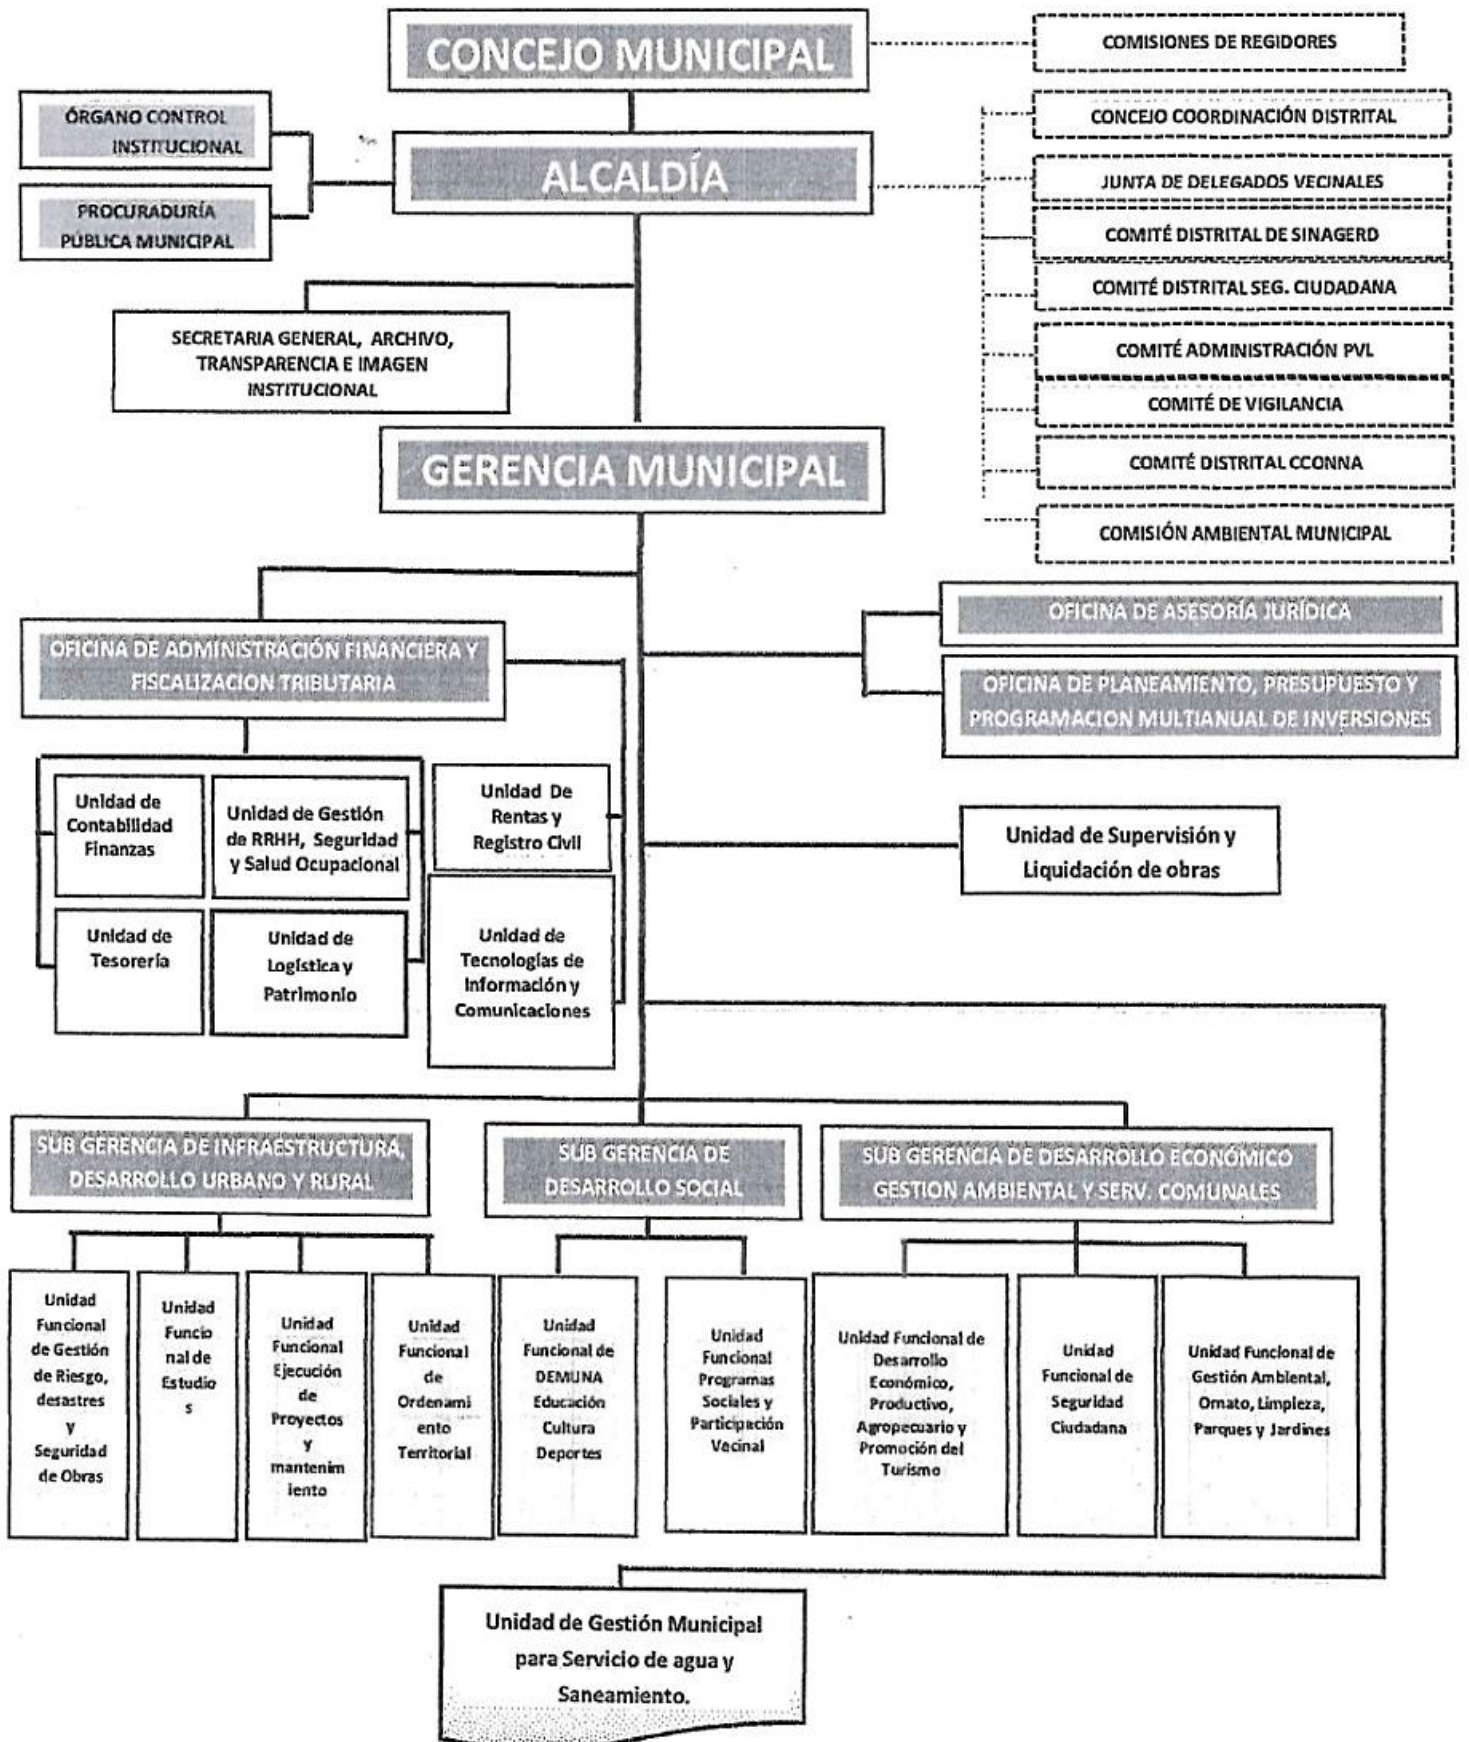 CONCEJO MUNICIPAL
COMISIONES DE REGIDORES
ÓRGANO CONTROL
INSTITUCIONAL
PROCURADURÍA
PÚBLICA MUNICIPAL
ALCALDÍA
CONCEJO COORDINACIÓN DISTRITAL
JUNTA DE DELEGADOS VECINALES
COMITÉ DISTRITAL DE SINAGERD
COMITÉ DISTRITAL SEG. CIUDADANA
COMITÉ ADMINISTRACIÓN PVL
COMITÉ DE VIGILANCIA
COMITÉ DISTRITAL CCONNA
COMISIÓN AMBIENTAL MUNICIPAL
SECRETARIA GENERAL, ARCHIVO,
TRANSPARENCIA E IMAGEN
INSTITUCIONAL
GERENCIA MUNICIPAL
OFICINA DE ASESORÍA JURÍDICA
OFICINA DE PLANEAMIENTO, PRESUPUESTO Y
PROGRAMACION MULTIANUAL DE INVERSIONES
OFICINA DE ADMINISTRACIÓN FINANCIERA Y
FISCALIZACION TRIBUTARIA
Unidad de
Contabilidad
Finanzas
Unidad de Gestión
de RRHH, Seguridad
y Salud Ocupacional
Unidad De
Rentas y
Registro Civil
Unidad de
Tesorería
Unidad de
Logística y
Patrimonio
Unidad de
Tecnologías de
Información y
Comunicaciones
Unidad de Supervisión y
Liquidación de obras
SUB GERENCIA DE INFRAESTRUCTURA,
DESARROLLO URBANO Y RURAL
SUB GERENCIA DE
DESARROLLO SOCIAL
SUB GERENCIA DE DESARROLLO ECONÓMICO
GESTION AMBIENTAL Y SERV. COMUNALES
Unidad
Funcional
de Gestión
de Riesgo,
desastres
y
Seguridad
de Obras
Unidad
Funcio
nal de
Estudio
s
Unidad
Funcional
Ejecución
de
Proyectos
y
mantenim
iento
Unidad
Funcional
de
Ordenami
ento
Territorial
Unidad
Funcional de
DEMUNA
Educación
Cultura
Deportes
Unidad
Funcional
Programas
Sociales y
Participación
Vecinal
Unidad Funcional de
Desarrollo
Económico,
Productivo,
Agropecuario y
Promoción del
Turismo
Unidad
Funcional de
Seguridad
Ciudadana
Unidad Funcional de
Gestión Ambiental,
Ornato, Limpieza,
Parques y Jardines
Unidad de Gestión Municipal
para Servicio de agua y
Saneamiento.